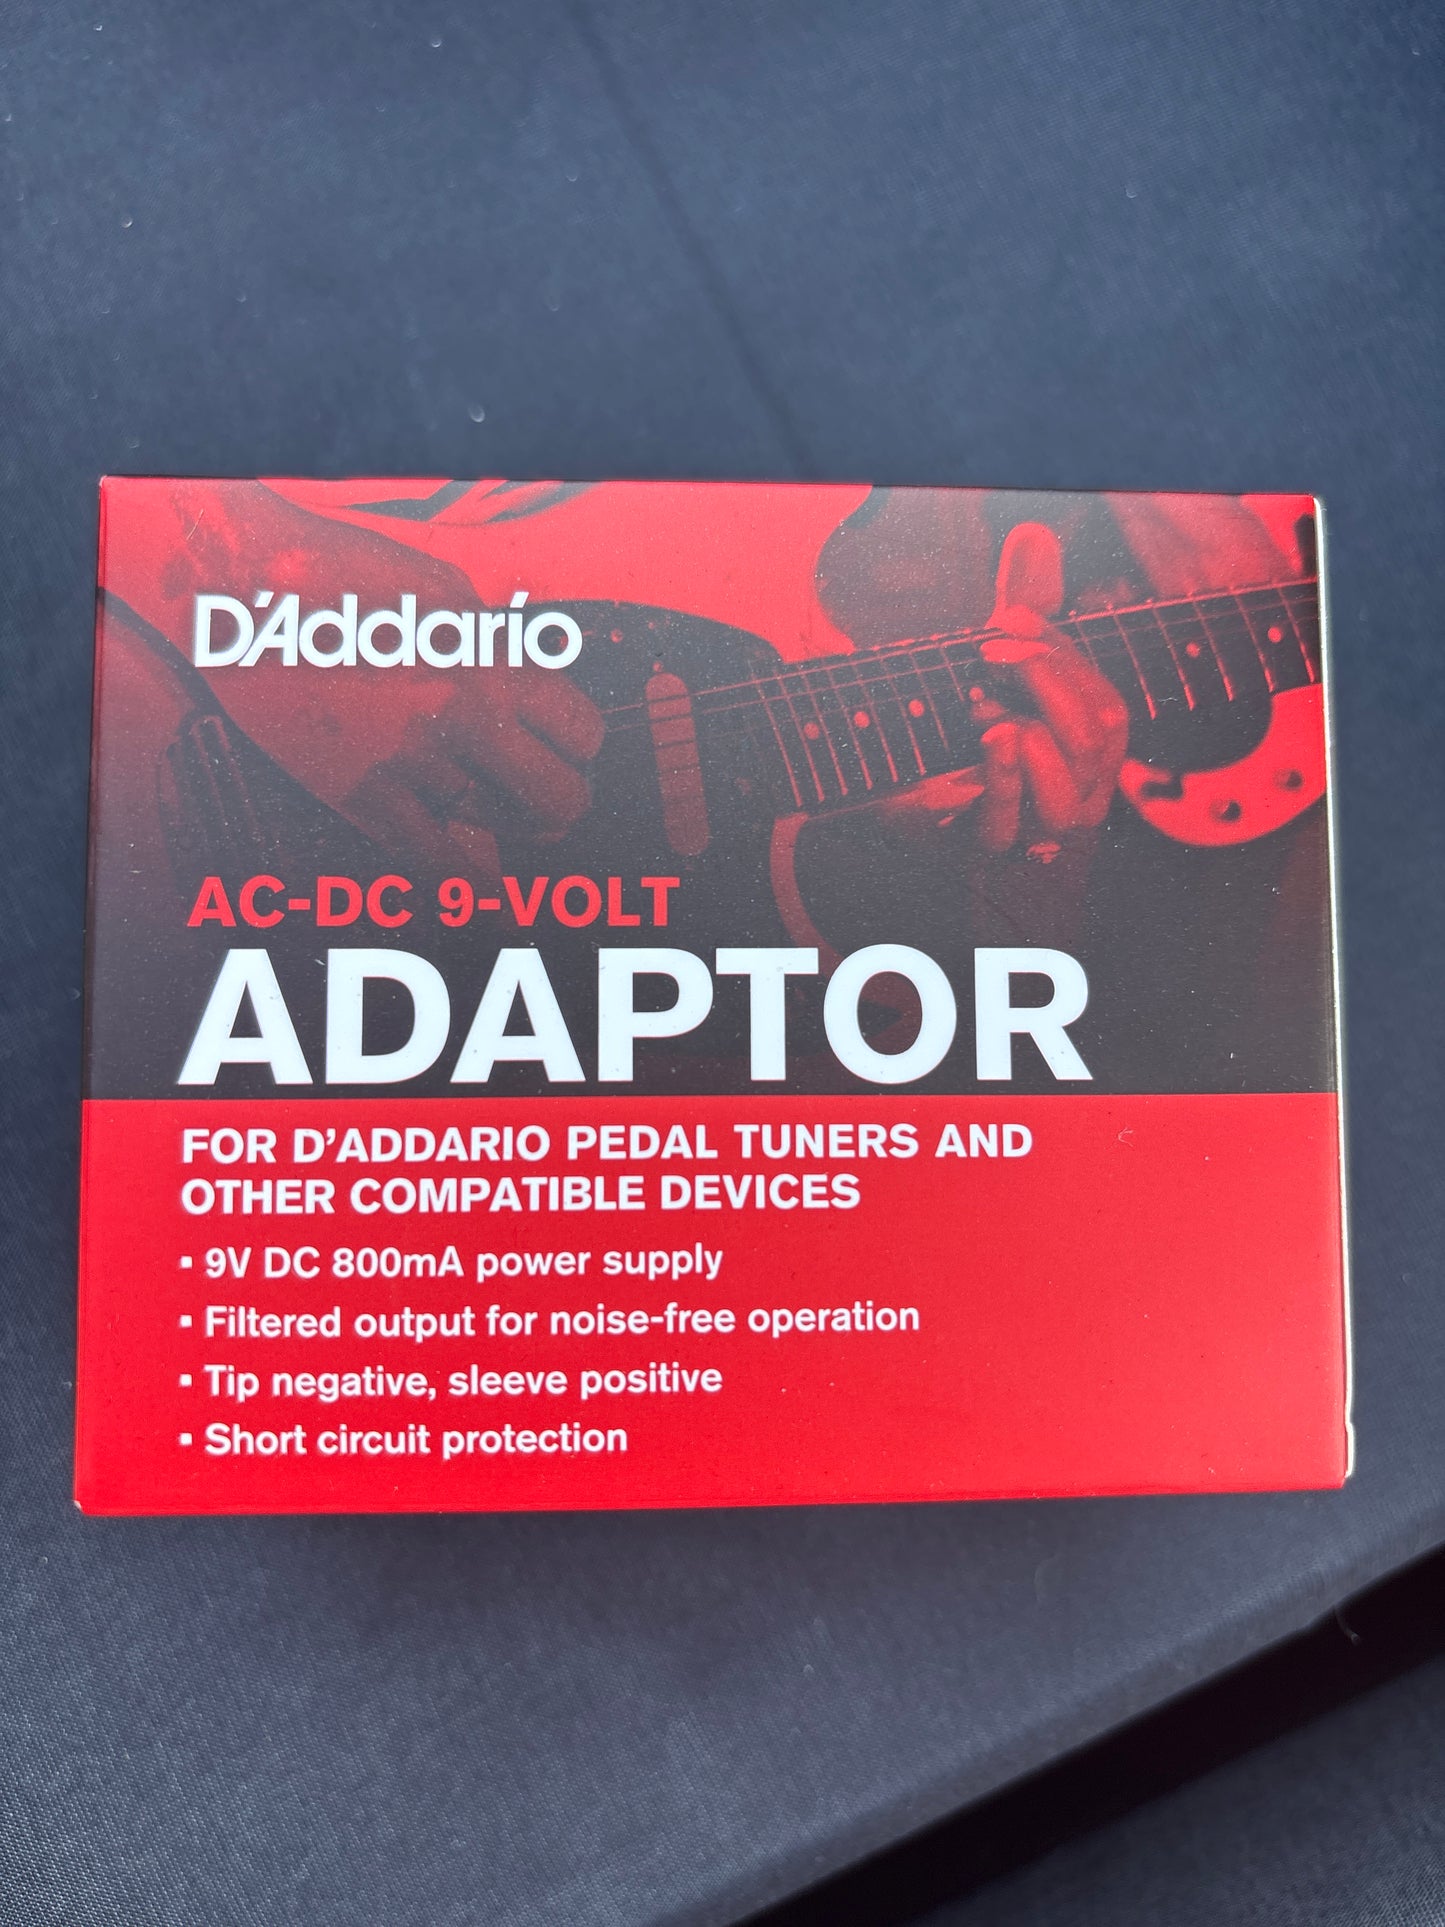 D'Addario
AC-DC 9-VOLT
ADAPTOR
FOR D’ADDARIO PEDAL TUNERS AND
OTHER COMPATIBLE DEVICES
▪ 9V DC 800mA power supply
▪ Filtered output for noise-free operation
▪ Tip negative, sleeve positive
▪ Short circuit protection